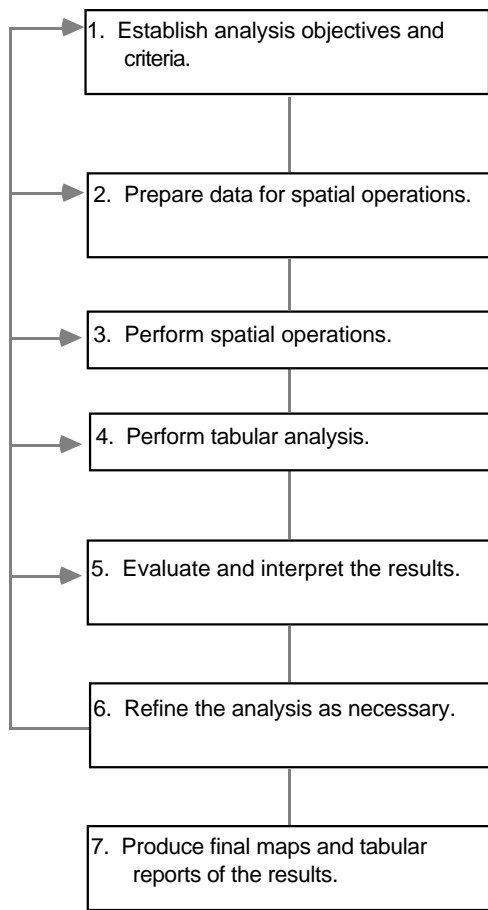 1. Establish analysis objectives and
criteria.
2. Prepare data for spatial operations.
3. Perform spatial operations.
4. Perform tabular analysis.
5. Evaluate and interpret the results.
6. Refine the analysis as necessary.
7. Produce final maps and tabular
reports of the results.